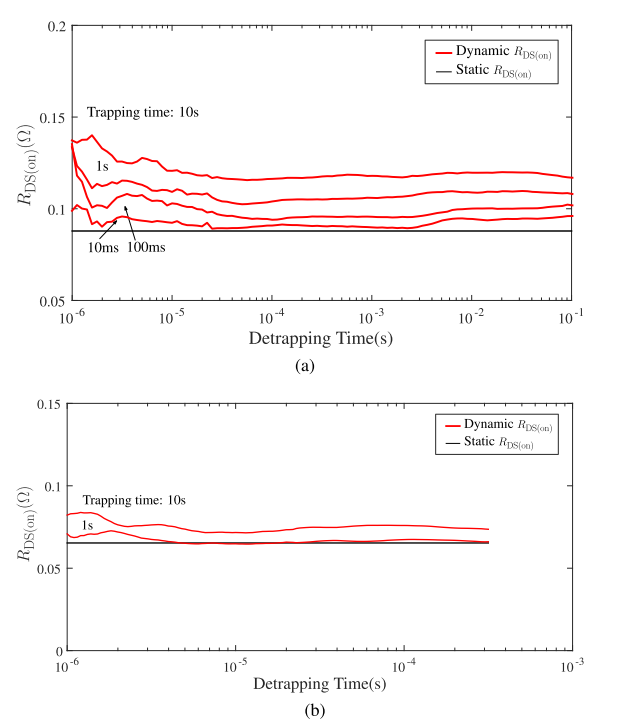 0.2
0.15
0.1
0.05
R_DS(on)(Ω)
Dynamic R_DS(on)
Static R_DS(on)
Trapping time: 10s
1s
10ms
100ms
10^-6
10^-5
10^-4
10^-3
10^-2
10^-1
Detrapping Time(s)
(a)
0.15
0.1
0.05
0
R_DS(on)(Ω)
Dynamic R_DS(on)
Static R_DS(on)
Trapping time: 10s
1s
10^-6
10^-5
10^-4
10^-3
Detrapping Time(s)
(b)